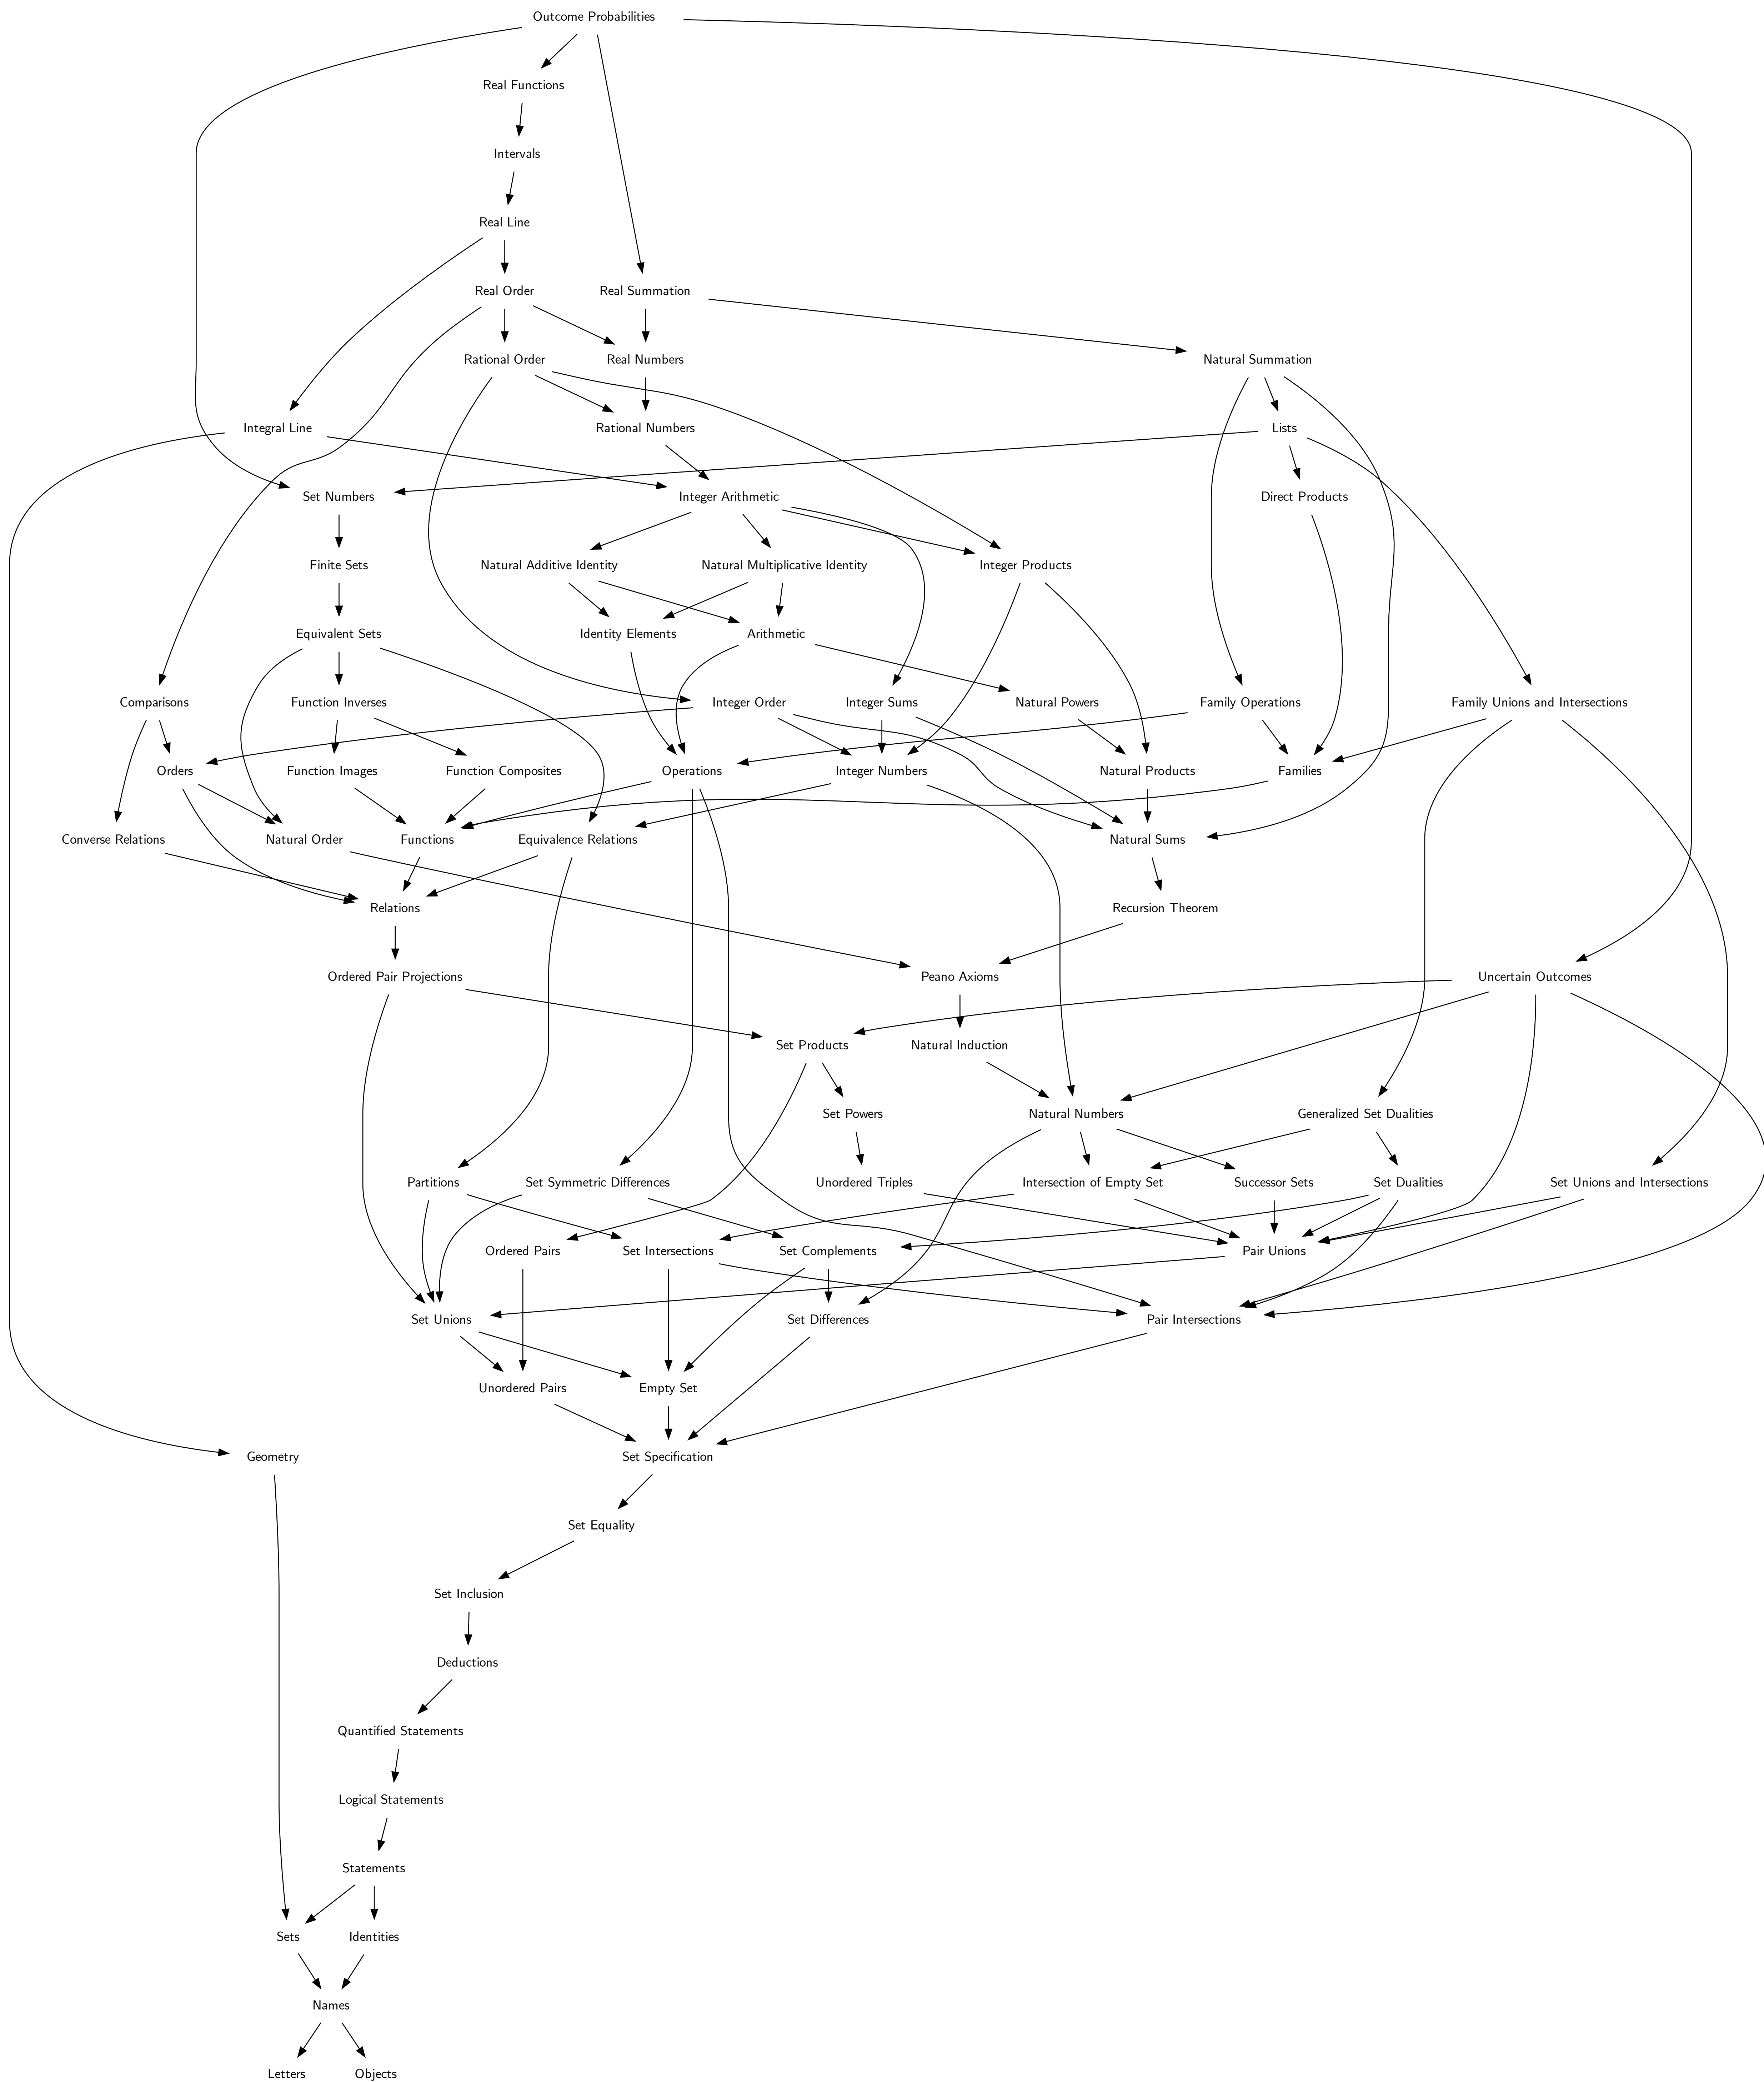 Outcome Probabilities
Real Functions
Intervals
Real Line
Real Order
Real Summation
Rational Order
Real Numbers
Natural Summation
Integral Line
Rational Numbers
Lists
Set Numbers
Integer Arithmetic
Direct Products
Finite Sets
Natural Additive Identity
Natural Multiplicative Identity
Integer Products
Equivalent Sets
Identity Elements
Arithmetic
Comparisons
Function Inverses
Integer Order
Integer Sums
Natural Powers
Family Operations
Family Unions and Intersections
Orders
Function Images
Function Composites
Operations
Integer Numbers
Natural Products
Families
Converse Relations
Natural Order
Functions
Equivalence Relations
Natural Sums
Relations
Recursion Theorem
Ordered Pair Projections
Peano Axioms
Uncertain Outcomes
Set Products
Natural Induction
Set Powers
Natural Numbers
Generalized Set Dualities
Partitions
Set Symmetric Differences
Unordered Triples
Intersection of Empty Set
Successor Sets
Set Dualities
Set Unions and Intersections
Ordered Pairs
Set Intersections
Set Complements
Pair Unions
Set Unions
Set Differences
Pair Intersections
Unordered Pairs
Empty Set
Geometry
Set Specification
Set Equality
Set Inclusion
Deductions
Quantified Statements
Logical Statements
Statements
Sets
Identities
Names
Letters
Objects